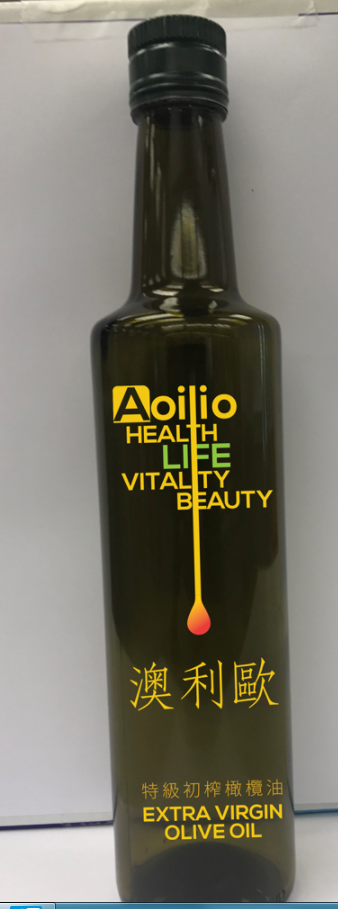 Aoilio
HEALTH
LIFE
VITALITY
BEAUTY
澳利歐
特級初榨橄欖油
EXTRA VIRGIN
OLIVE OIL